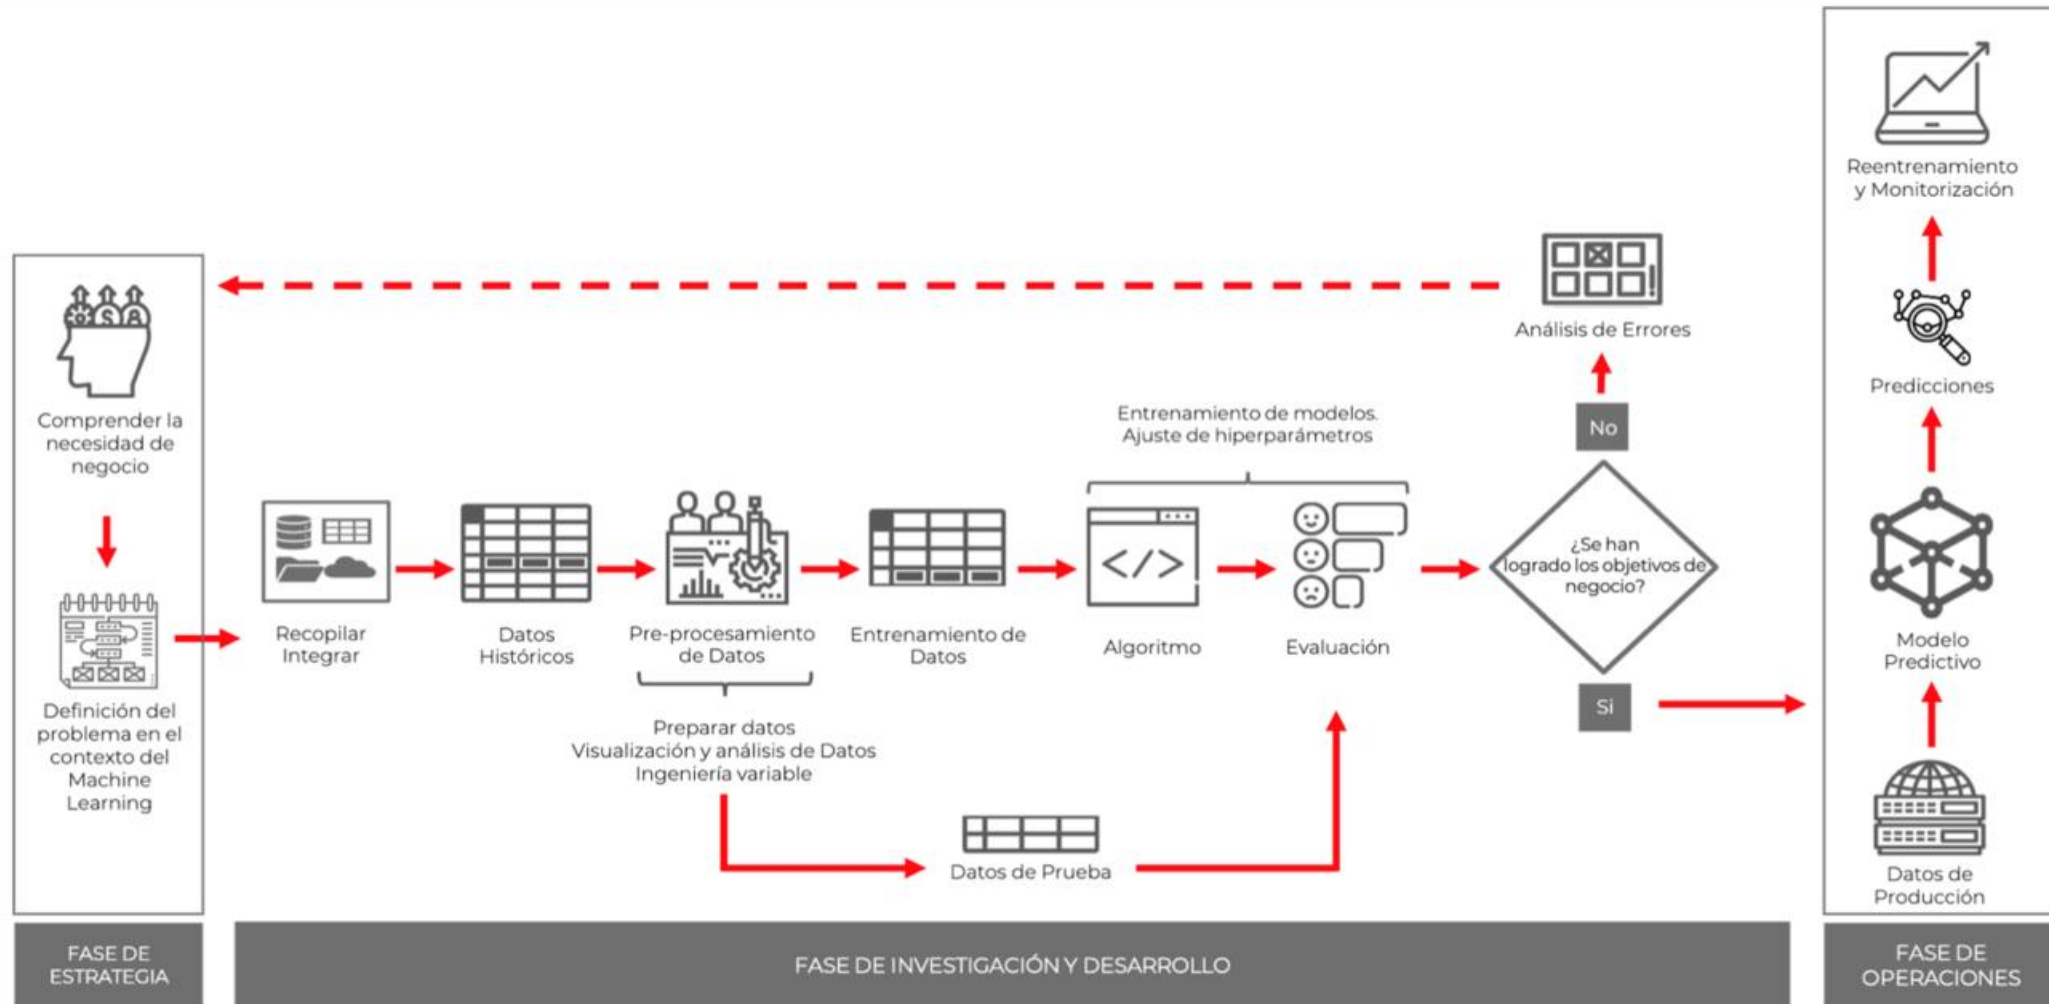 Comprender la
necesidad de
negocio
Definición del
problema en el
contexto del
Machine
Learning
FASE DE
ESTRATEGIA
Recopilar
Integrar
Datos
Históricos
Pre-procesamiento
de Datos
Preparar datos
Visualización y análisis de Datos
Ingeniería variable
Entrenamiento de
Datos
Datos de Prueba
Entrenamiento de modelos.
Ajuste de hiperparámetros
Algoritmo
Evaluación
¿Se han
logrado los objetivos de
negocio?
No
Análisis de Errores
Si
FASE DE INVESTIGACIÓN Y DESARROLLO
Reentrenamiento
y Monitorización
Predicciones
Modelo
Predictivo
Datos de
Producción
FASE DE
OPERACIONES